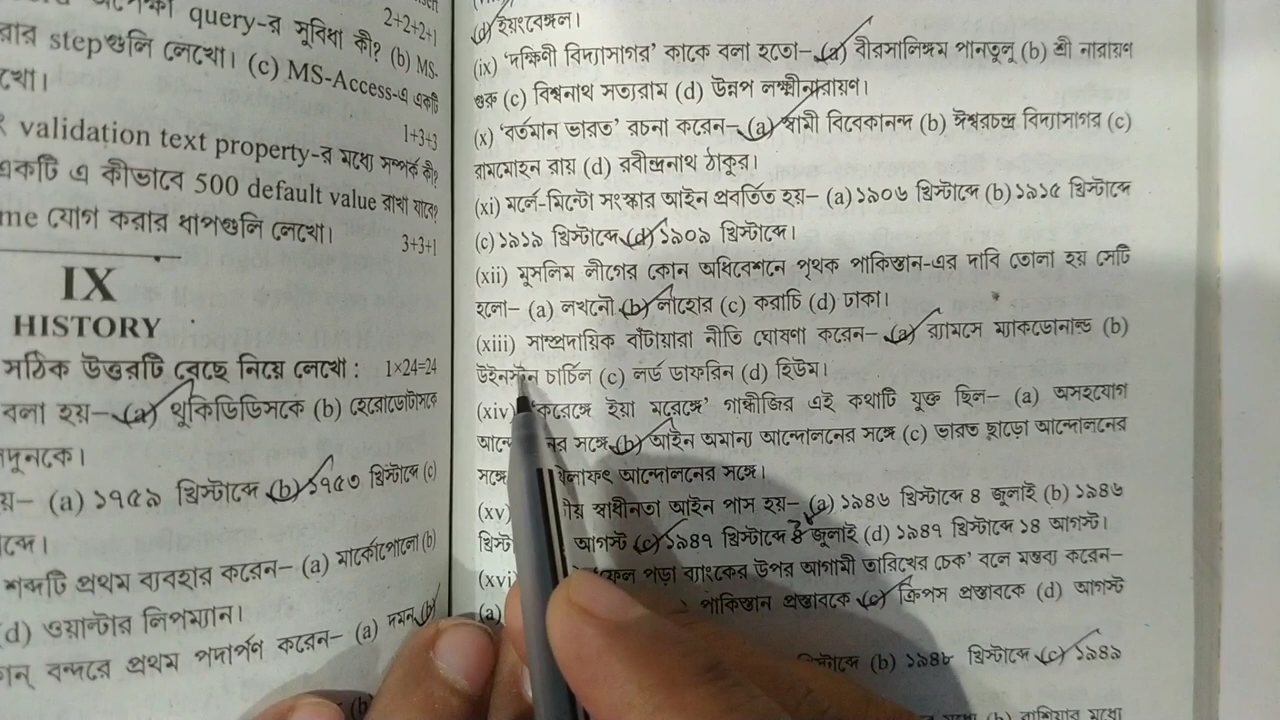 query-র সুবিধা কী? (b) MS-
2+2+2+1
রার stepগুলি লেখো। (c) MS-Access-এ একটি
খো।
1+3+3
validation text property-র মধ্যে সম্পর্ক কী?
একটি এ কীভাবে 500 default value রাখা যাবে?
me যোগ করার ধাপগুলি লেখো।
3+3+1
IX
HISTORY
সঠিক উত্তরটি বেছে নিয়ে লেখো : 1×24=24
বলা হয়– (a) থুকিডিডিসকে (b) হেরোডোটাসকে
দুনকে।
য়– (a) ১৭৫৯ খ্রিস্টাব্দে (b) ১৭৫৩ খ্রিস্টাব্দে (c)
ব্দে।
শব্দটি প্রথম ব্যবহার করেন– (a) মার্কোপোলো (b)
(d) ওয়াল্টার লিপম্যান।
ন্ বন্দরে প্রথম পদার্পণ করেন– (a) দমন (b)
(d) ইয়ংবেঙ্গল।
(ix) ‘দক্ষিণী বিদ্যাসাগর’ কাকে বলা হতো– (a) বীরসালিঙ্গম পানতুলু (b) শ্রী নারায়ণ
গুরু (c) বিশ্বনাথ সত্যরাম (d) উন্নপ লক্ষ্মীনারায়ণ।
(x) ‘বর্তমান ভারত’ রচনা করেন– (a) স্বামী বিবেকানন্দ (b) ঈশ্বরচন্দ্র বিদ্যাসাগর (c)
রামমোহন রায় (d) রবীন্দ্রনাথ ঠাকুর।
(xi) মর্লে-মিন্টো সংস্কার আইন প্রবর্তিত হয়– (a) ১৯০৬ খ্রিস্টাব্দে (b) ১৯১৫ খ্রিস্টাব্দে
(c) ১৯১৯ খ্রিস্টাব্দে (d) ১৯০৯ খ্রিস্টাব্দে।
(xii) মুসলিম লীগের কোন অধিবেশনে পৃথক পাকিস্তান-এর দাবি তোলা হয় সেটি
হলো– (a) লখনৌ (b) লাহোর (c) করাচি (d) ঢাকা।
(xiii) সাম্প্রদায়িক বাঁটোয়ারা নীতি ঘোষণা করেন– (a) র‍্যামসে ম্যাকডোনাল্ড (b)
উইনস্টন চার্চিল (c) লর্ড ডাফরিন (d) হিউম।
(xiv) ‘করেঙ্গে ইয়া মরেঙ্গে’ গান্ধীজির এই কথাটি যুক্ত ছিল– (a) অসহযোগ
আন্দে নর সঙ্গে (b) আইন অমান্য আন্দোলনের সঙ্গে (c) ভারত ছাড়ো আন্দোলনের
সঙ্গে খেলাফৎ আন্দোলনের সঙ্গে।
(xv) স্বাধীনতা আইন পাস হয়– (a) ১৯৪৬ খ্রিস্টাব্দে ৪ জুলাই (b) ১৯৪৬
খ্রিস্ট আগস্ট (c) ১৯৪৭ খ্রিস্টাব্দে ৪ জুলাই (d) ১৯৪৭ খ্রিস্টাব্দে ১৪ আগস্ট।
(xvi) ফেল পড়া ব্যাংকের উপর আগামী তারিখের চেক’ বলে মন্তব্য করেন–
(a) পাকিস্তান প্রস্তাবকে (c) ক্রিপস প্রস্তাবকে (d) আগস্ট
(b) ১৯৪৮ খ্রিস্টাব্দে (c) ১৯৪৯
(b) রাশিয়ার মধ্যে